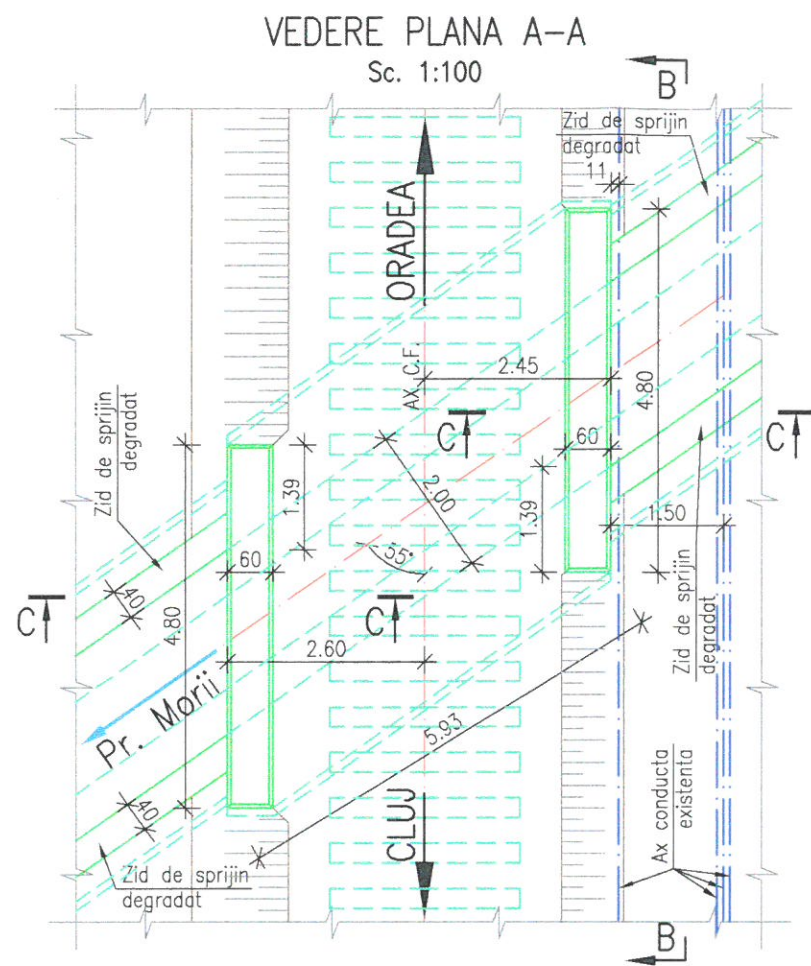 VEDERE PLANA A-A
Sc. 1:100
B
Zid de sprijin
degradat
11
ORADEA
AX C.F.
2.45
4.80
C
C
60
Zid de sprijin
degradat
1.39
2.00
1.39
1.50
55°
60
40
C
C
4.80
2.60
Zid de sprijin
degradat
Pr. Morii
5.93
40
CLUJ
Ax conducta
existenta
Zid de sprijin
degradat
B